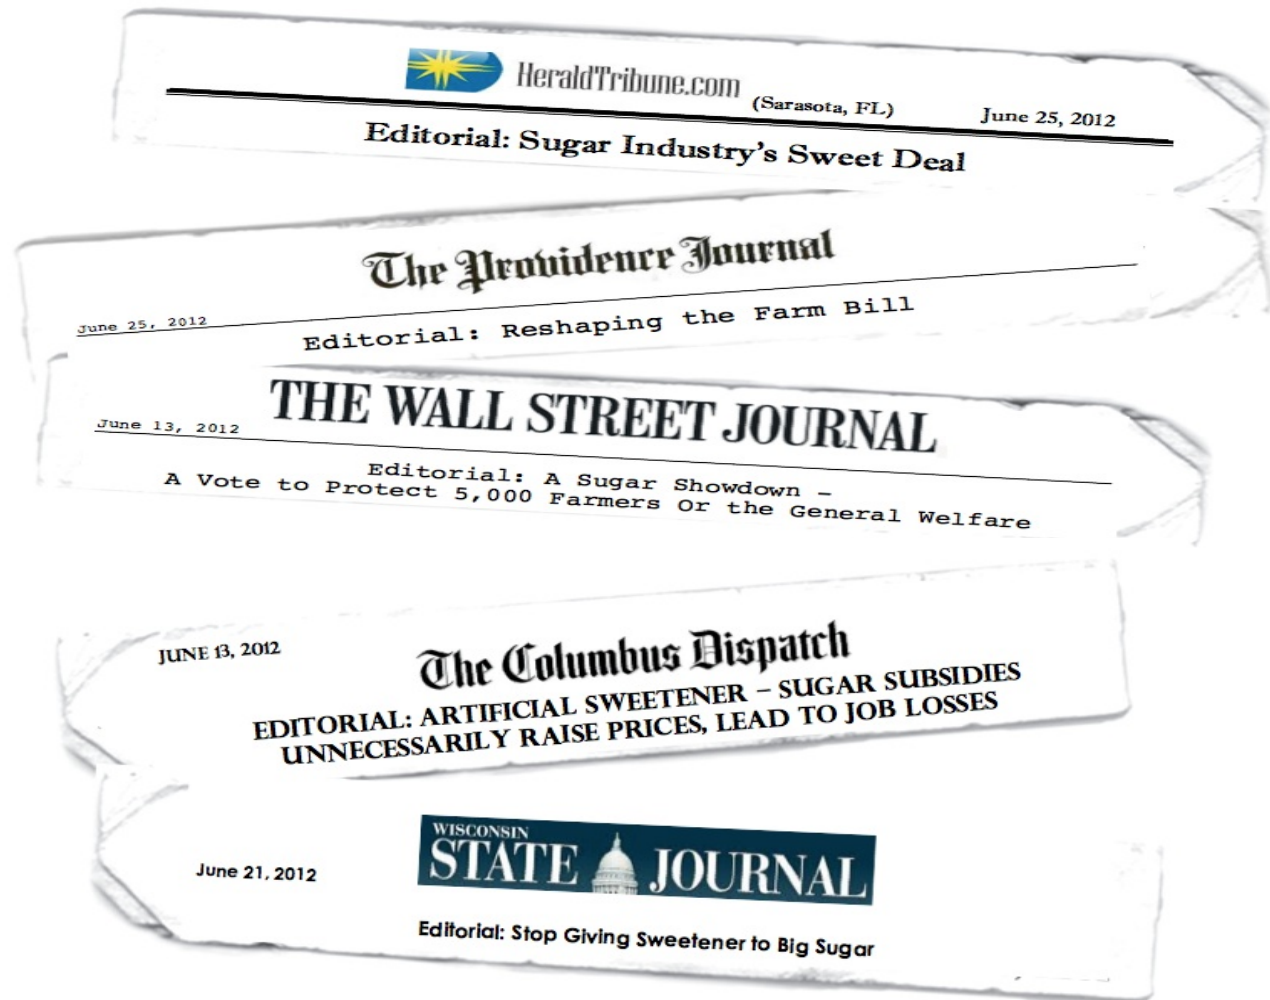 HeraldTribune.com
(Sarasota, FL) June 25, 2012
Editorial: Sugar Industry's Sweet Deal
The Providence Journal
June 25, 2012
Editorial: Reshaping the Farm Bill
THE WALL STREET JOURNAL
June 13, 2012
Editorial: A Sugar Showdown –
A Vote to Protect 5,000 Farmers Or the General Welfare
JUNE 13, 2012
The Columbus Dispatch
EDITORIAL: ARTIFICIAL SWEETENER – SUGAR SUBSIDIES
UNNECESSARILY RAISE PRICES, LEAD TO JOB LOSSES
WISCONSIN
STATE JOURNAL
June 21, 2012
Editorial: Stop Giving Sweetener to Big Sugar